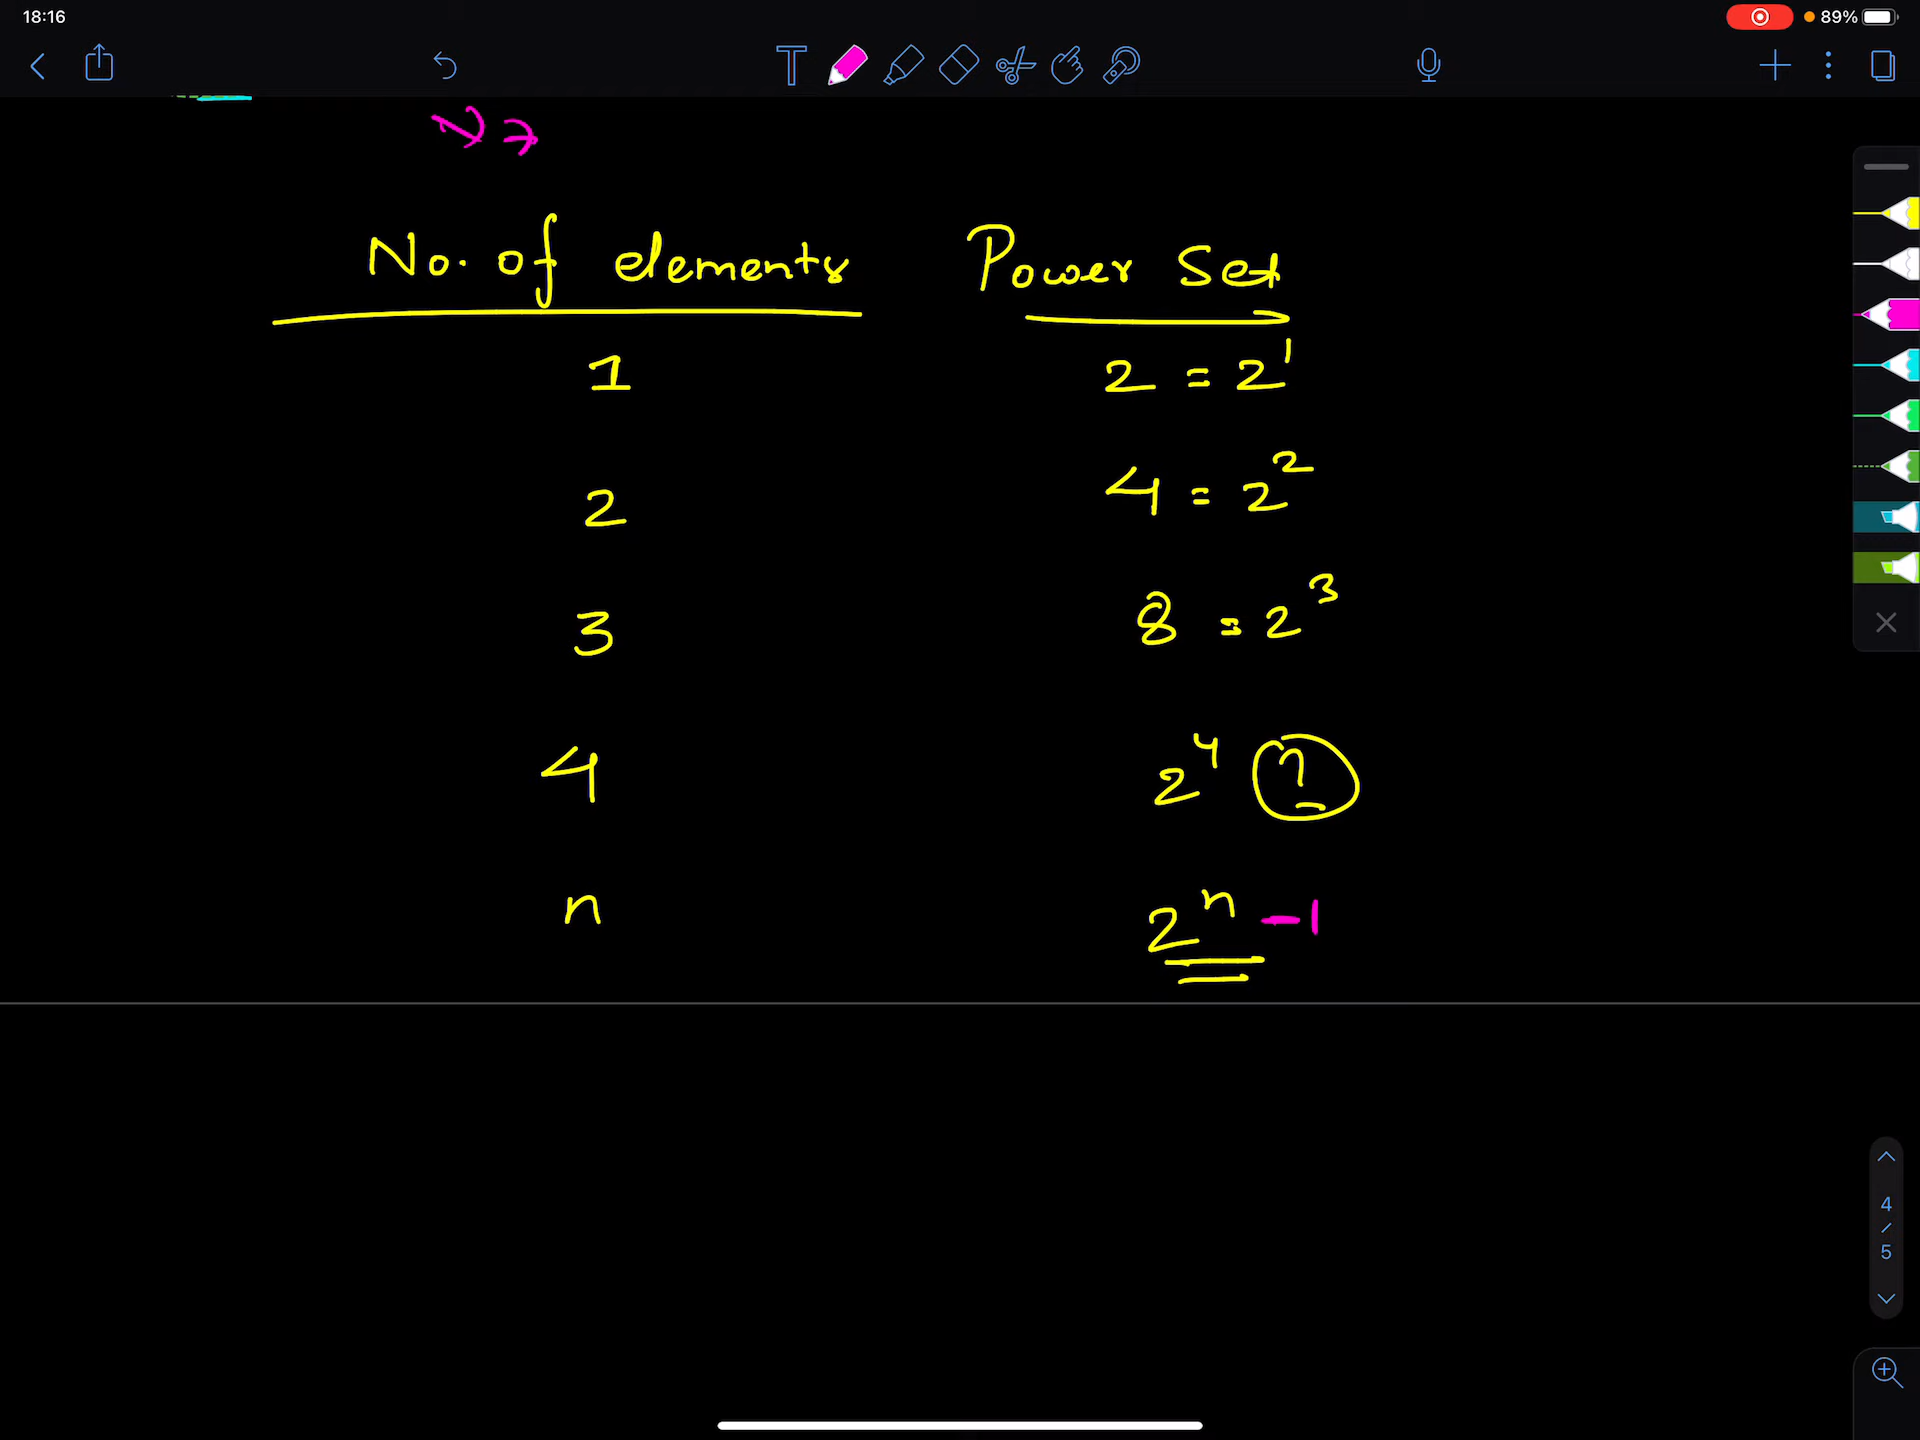 18:16
89%
No. of elements Power Set
1 2 = 2¹
2 4 = 2²
3 8 = 2³
4 2⁴ ?
n 2ⁿ -1
4
/
5